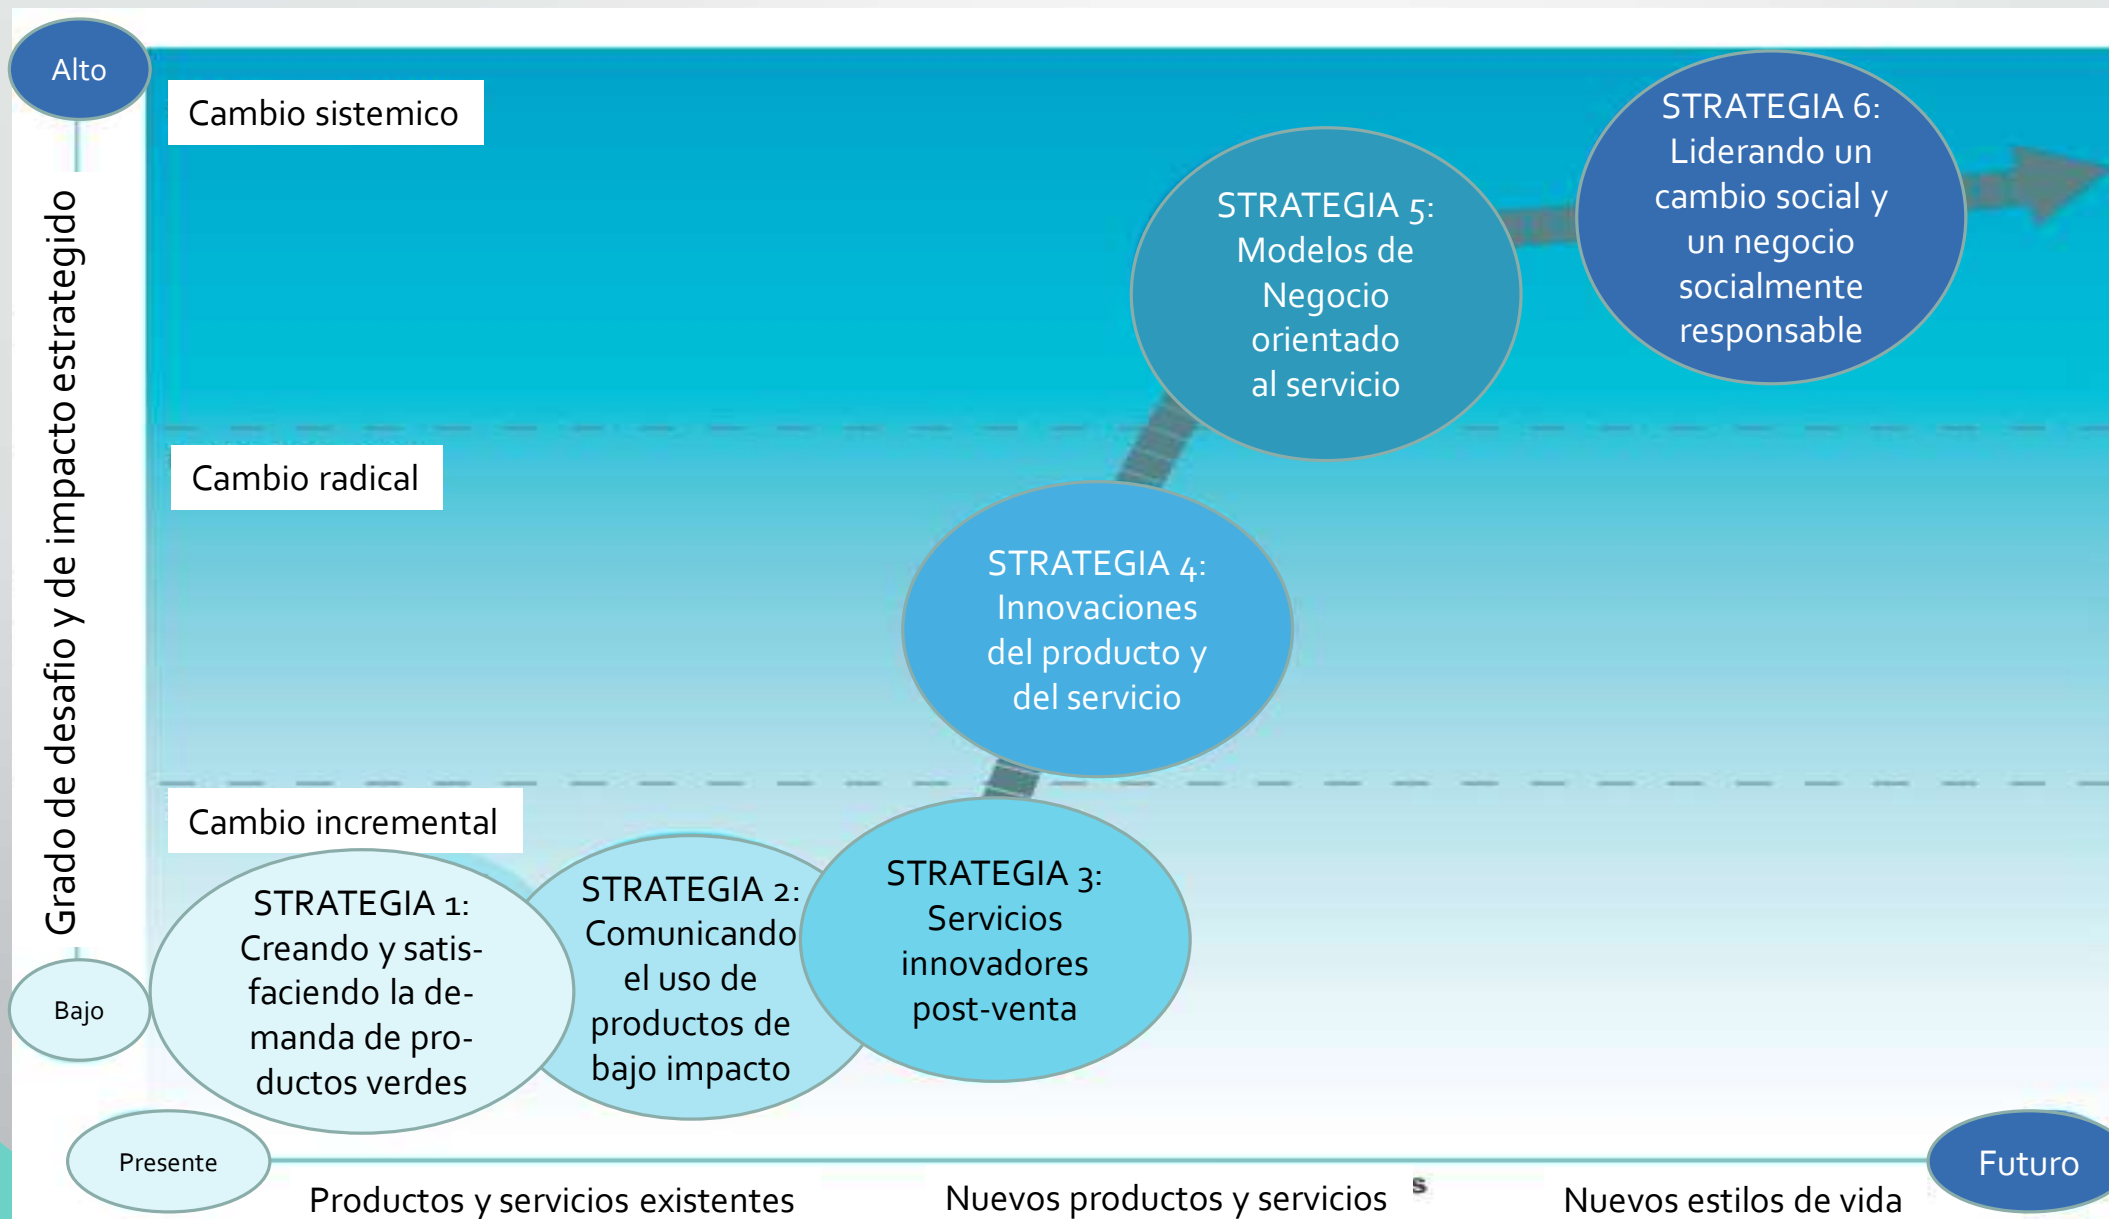 Alto
Cambio sistemico
STRATEGIA 6:
Liderando un
cambio social y
un negocio
socialmente
responsable
STRATEGIA 5:
Modelos de
Negocio
orientado
al servicio
Grado de desafio y de impacto estrategido
Cambio radical
STRATEGIA 4:
Innovaciones
del producto y
del servicio
Cambio incremental
STRATEGIA 1:
Creando y satis-
faciendo la de-
manda de pro-
ductos verdes
STRATEGIA 2:
Comunicando
el uso de
productos de
bajo impacto
STRATEGIA 3:
Servicios
innovadores
post-venta
Bajo
Presente
Futuro
Productos y servicios existentes
Nuevos productos y servicios
s
Nuevos estilos de vida